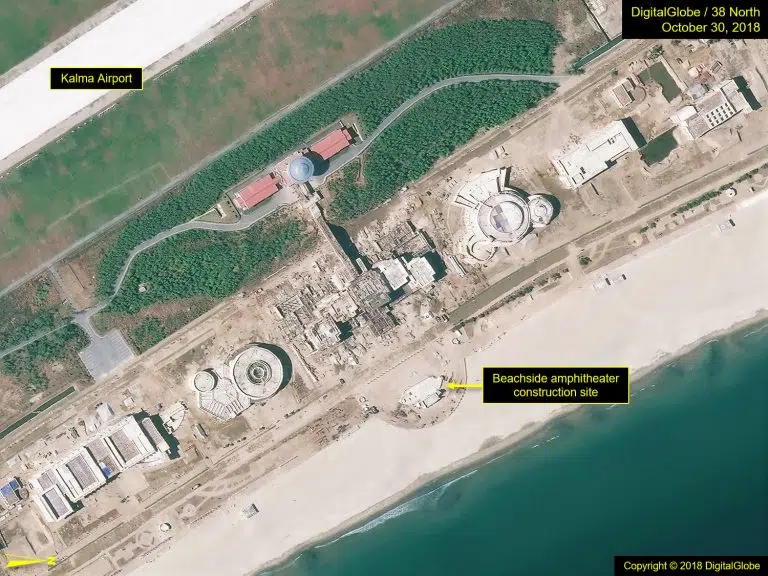 DigitalGlobe / 38 North
October 30, 2018
Kalma Airport
Beachside amphitheater
construction site
N
Copyright © 2018 DigitalGlobe